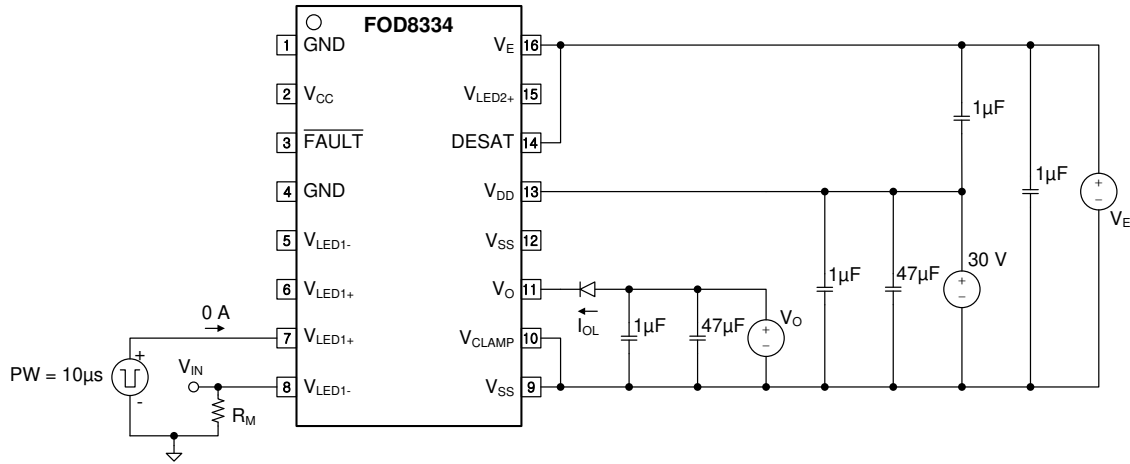 FOD8334
1 GND
2 VCC
3 FAULT
4 GND
5 VLED1-
6 VLED1+
7 VLED1+
8 VLED1-
VE 16
VLED2+ 15
DESAT 14
VDD 13
VSS 12
VO 11
VCLAMP 10
VSS 9
0 A
+
-
PW = 10μs
VIN
RM
IOL
1μF
47μF
+
–
VO
1μF
47μF
30 V
+
–
1μF
1μF
+
–
VE